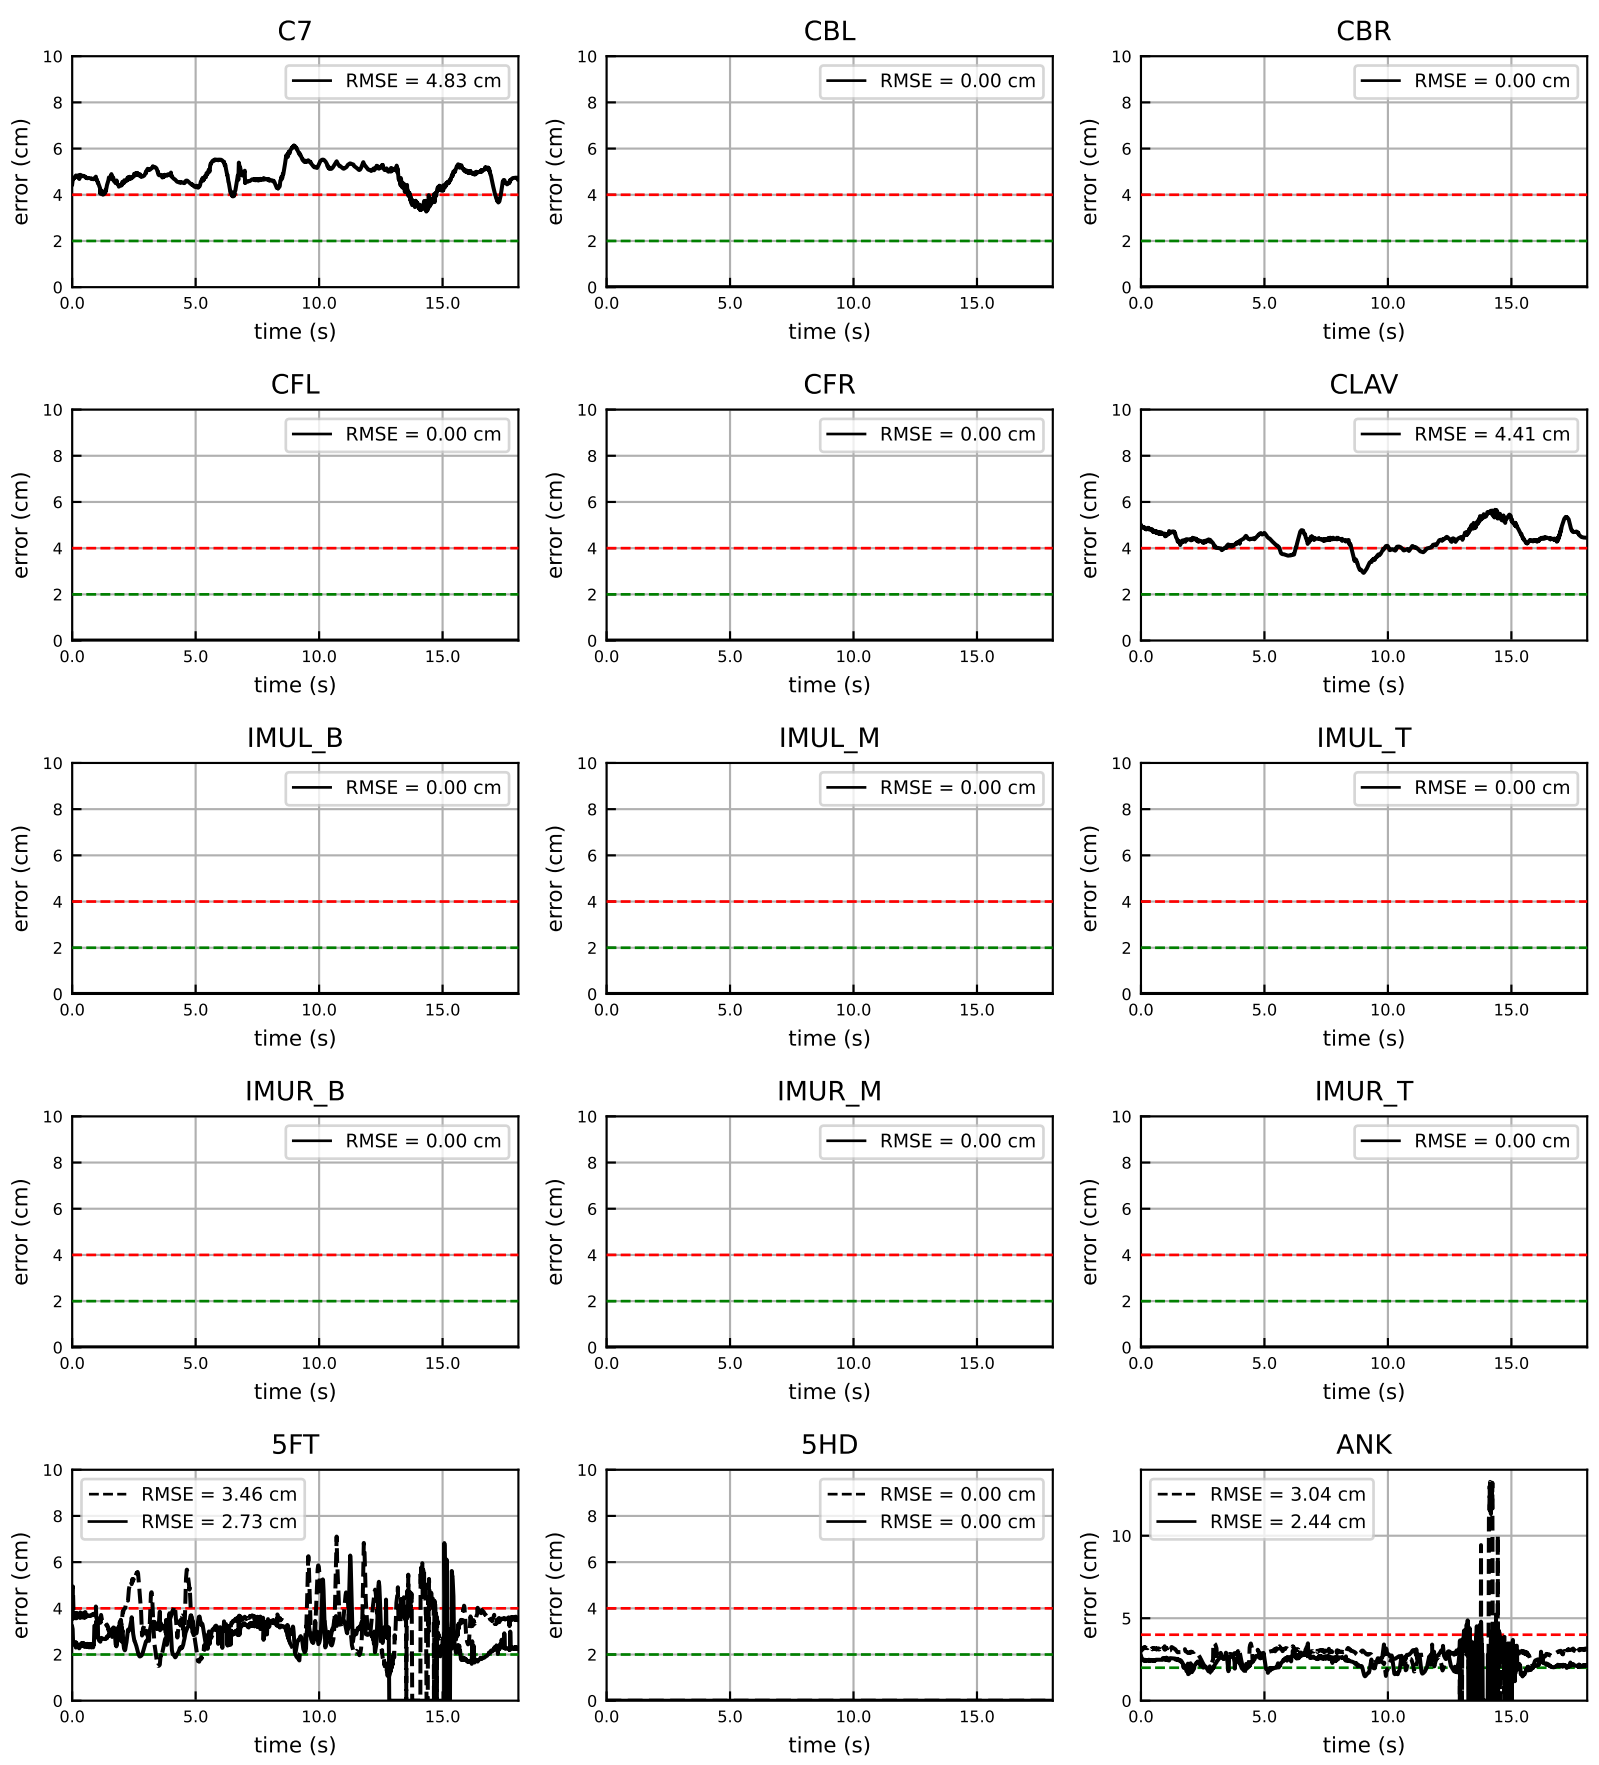 C7 CBL CBR
RMSE = 4.83 cm RMSE = 0.00 cm RMSE = 0.00 cm
error (cm) error (cm) error (cm)
10 10 10
8 8 8
6 6 6
4 4 4
2 2 2
0 0 0
0.0 5.0 10.0 15.0 0.0 5.0 10.0 15.0 0.0 5.0 10.0 15.0
time (s) time (s) time (s)
CFL CFR CLAV
RMSE = 0.00 cm RMSE = 0.00 cm RMSE = 4.41 cm
error (cm) error (cm) error (cm)
10 10 10
8 8 8
6 6 6
4 4 4
2 2 2
0 0 0
0.0 5.0 10.0 15.0 0.0 5.0 10.0 15.0 0.0 5.0 10.0 15.0
time (s) time (s) time (s)
IMUL_B IMUL_M IMUL_T
RMSE = 0.00 cm RMSE = 0.00 cm RMSE = 0.00 cm
error (cm) error (cm) error (cm)
10 10 10
8 8 8
6 6 6
4 4 4
2 2 2
0 0 0
0.0 5.0 10.0 15.0 0.0 5.0 10.0 15.0 0.0 5.0 10.0 15.0
time (s) time (s) time (s)
IMUR_B IMUR_M IMUR_T
RMSE = 0.00 cm RMSE = 0.00 cm RMSE = 0.00 cm
error (cm) error (cm) error (cm)
10 10 10
8 8 8
6 6 6
4 4 4
2 2 2
0 0 0
0.0 5.0 10.0 15.0 0.0 5.0 10.0 15.0 0.0 5.0 10.0 15.0
time (s) time (s) time (s)
5FT 5HD ANK
RMSE = 3.46 cm RMSE = 0.00 cm RMSE = 3.04 cm
RMSE = 2.73 cm RMSE = 0.00 cm RMSE = 2.44 cm
error (cm) error (cm) error (cm)
10 10 10
8 8 5
6 6 0
4 4
2 2
0 0
0.0 5.0 10.0 15.0 0.0 5.0 10.0 15.0 0.0 5.0 10.0 15.0
time (s) time (s) time (s)